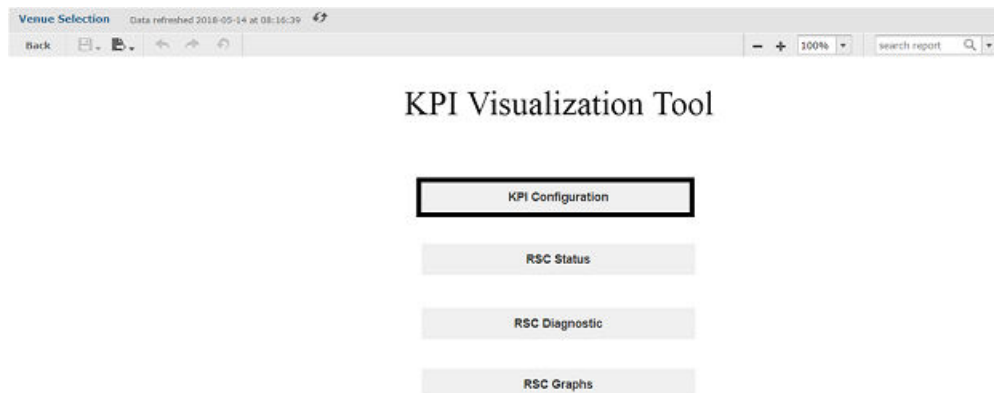 Venue Selection Data refreshed 2018-05-14 at 08:16:39
Back 100% search report
KPI Visualization Tool
KPI Configuration
RSC Status
RSC Diagnostic
RSC Graphs